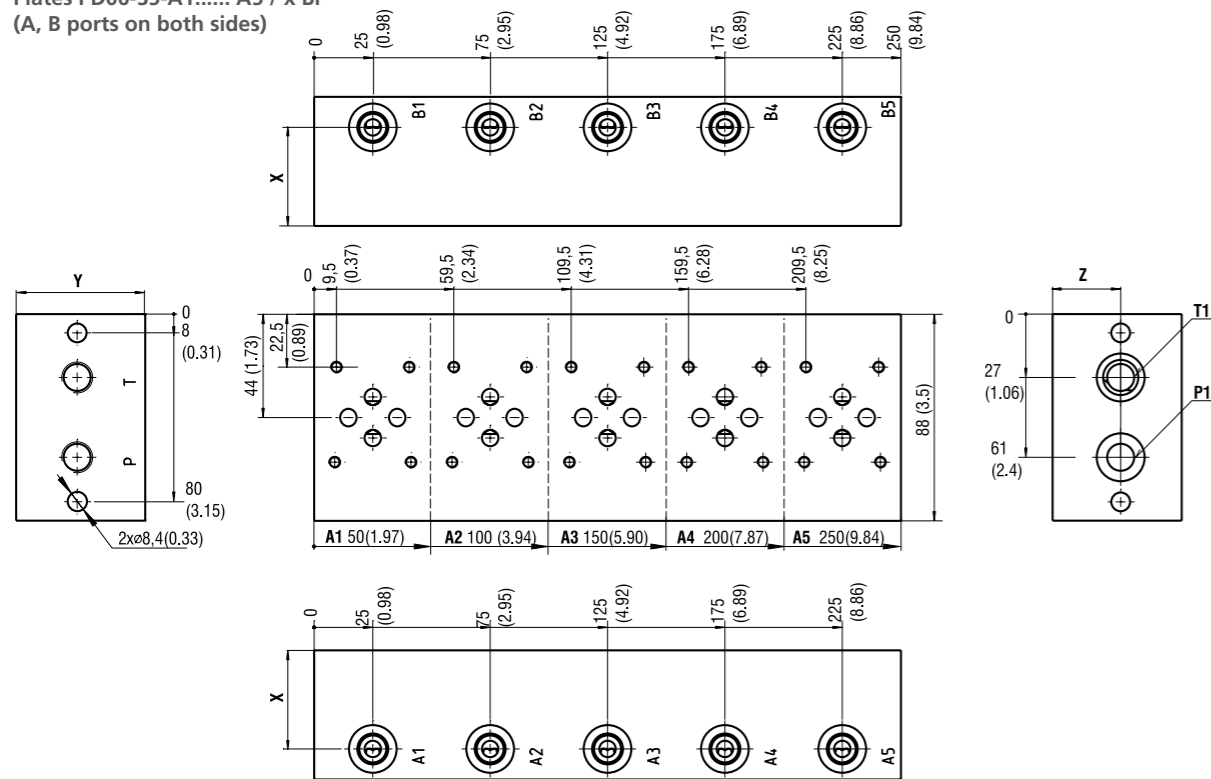 (A, B ports on both sides)
0
25
(0.98)
75
(2.95)
125
(4.92)
175
(6.89)
225
(8.86)
250
(9.84)
B1
B2
B3
B4
B5
X
0
9,5
(0.37)
59,5
(2.34)
109,5
(4.31)
159,5
(6.28)
209,5
(8.25)
Y
0
8
(0.31)
T
P
80
(3.15)
2xø8,4(0.33)
44 (1.73)
22,5
(0.89)
88 (3.5)
A1 50(1.97)
A2 100 (3.94)
A3 150(5.90)
A4 200(7.87)
A5 250(9.84)
Z
0
27
(1.06)
61
(2.4)
T1
P1
0
25
(0.98)
75
(2.95)
125
(4.92)
175
(6.89)
225
(8.86)
X
A1
A2
A3
A4
A5